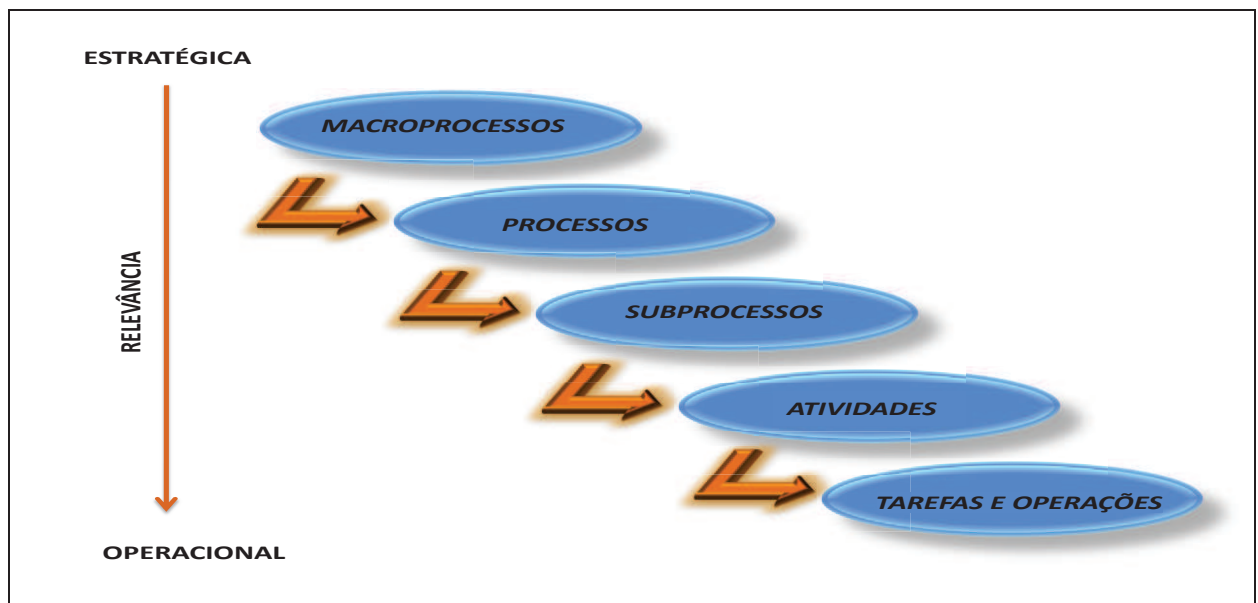 ESTRATÉGICA
MACROPROCESSOS
PROCESSOS
SUBPROCESSOS
RELEVÂNCIA
ATIVIDADES
TAREFAS E OPERAÇÕES
OPERACIONAL